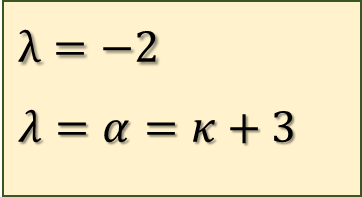 λ = −2
λ = α = κ + 3